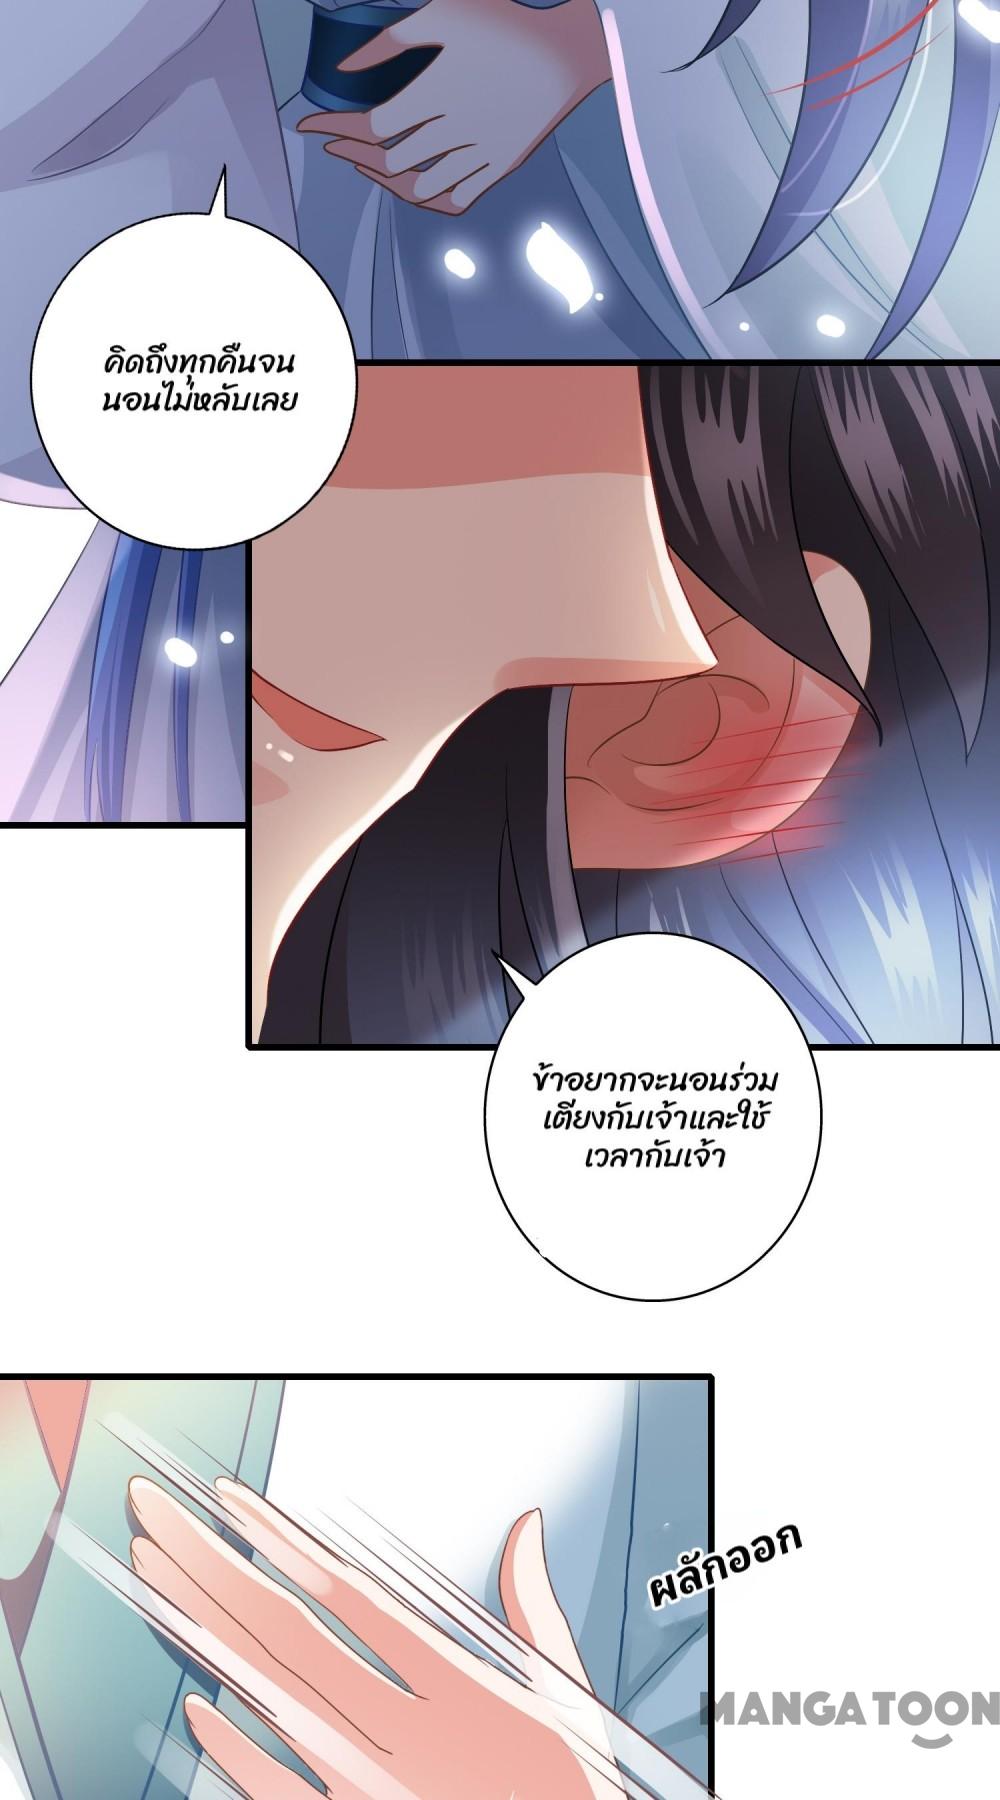 คิดถึงทุกคืนจน
นอนไม่หลับเลย
ข้าอยากจะนอนร่วม
เตียงกับเจ้าและใช้
เวลากับเจ้า
ผลักออก
MANGATOON